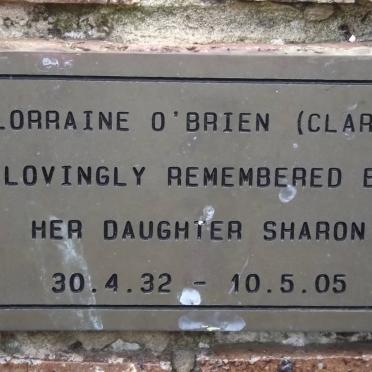 LORRAINE O'BRIEN (CLAR
LOVINGLY REMEMBERED B
HER DAUGHTER SHARON
30.4.32 - 10.5.05